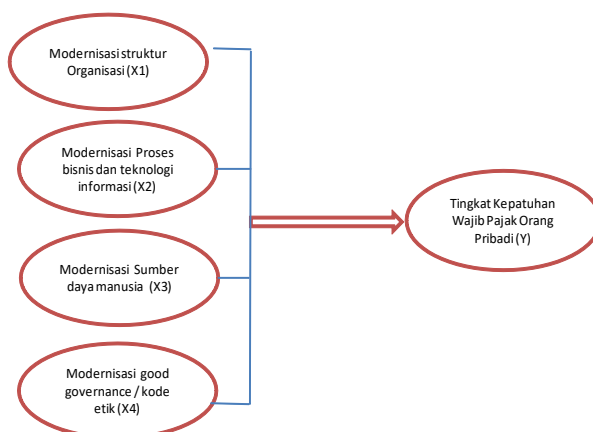 Modernisasi struktur
Organisasi (X1)
Modernisasi Proses
bisnis dan teknologi
informasi (X2)
Modernisasi Sumber
daya manusia (X3)
Modernisasi good
governance / kode
etik (X4)
Tingkat Kepatuhan
Wajib Pajak Orang
Pribadi (Y)